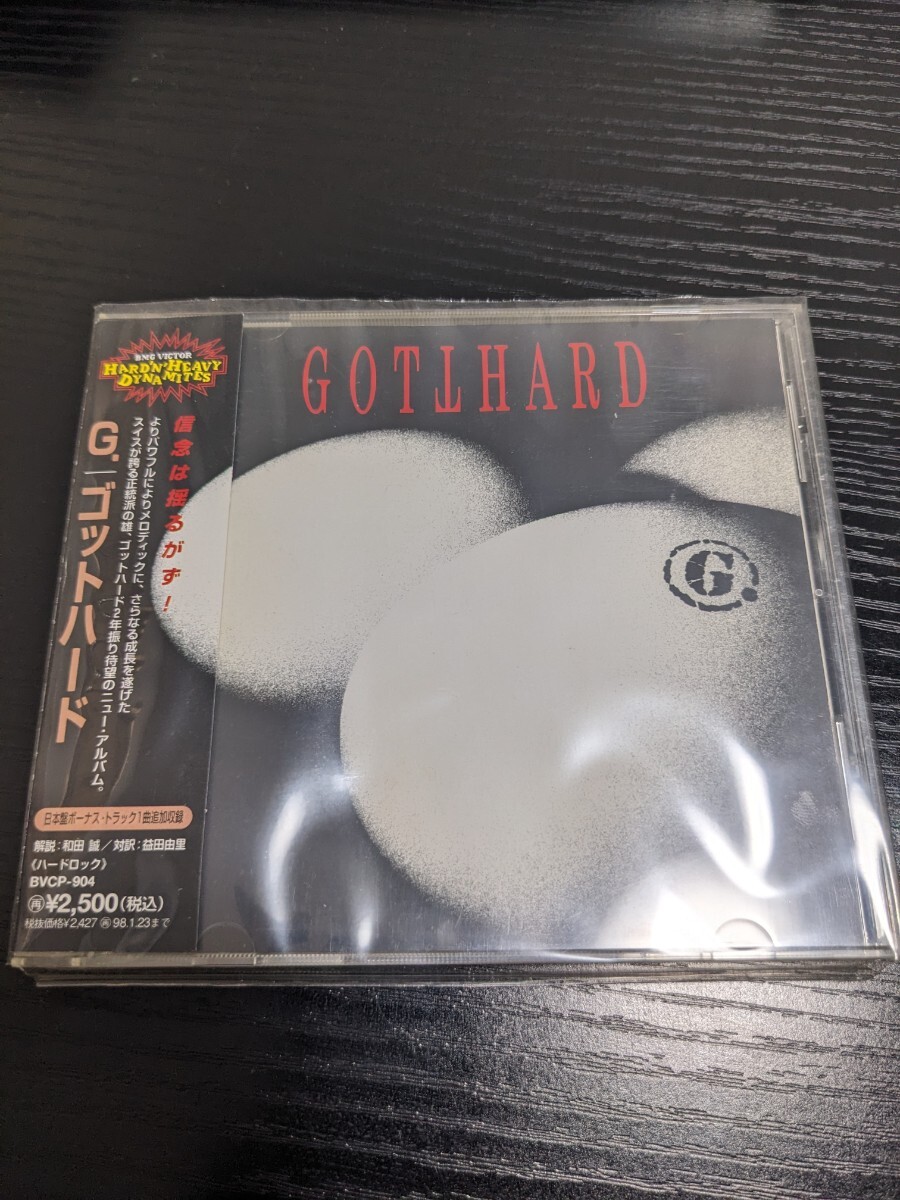 BMG VICTOR
HARD'N'HEAVY
DYNAMITES
信念は揺るがず!
よりパワフルによりメロディックに、さらなる成長を遂げた
スイスが誇る正統派の雄、ゴットハード2年振り待望のニュー・アルバム。
G.|ゴットハード
日本盤ボーナス・トラック1曲追加収録
解説:和田 誠/対訳:益田由里
《ハードロック》
BVCP-904
再¥2,500(税込)
税抜価格¥2,427 再98.1.23まで
GOTTHARD
G.